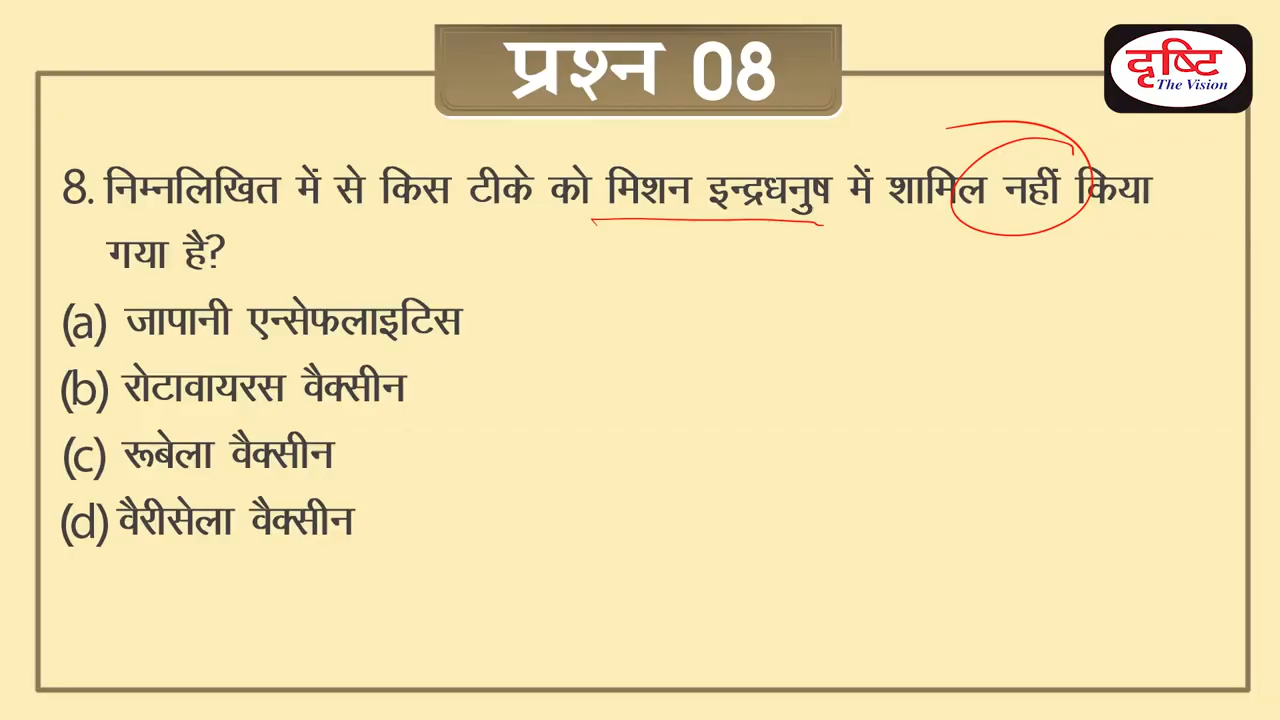 प्रश्न 08
दृष्टि
The Vision
8. निम्नलिखित में से किस टीके को मिशन इन्द्रधनुष में शामिल नहीं किया
गया है?
(a) जापानी एन्सेफलाइटिस
(b) रोटावायरस वैक्सीन
(c) रूबेला वैक्सीन
(d) वैरीसेला वैक्सीन